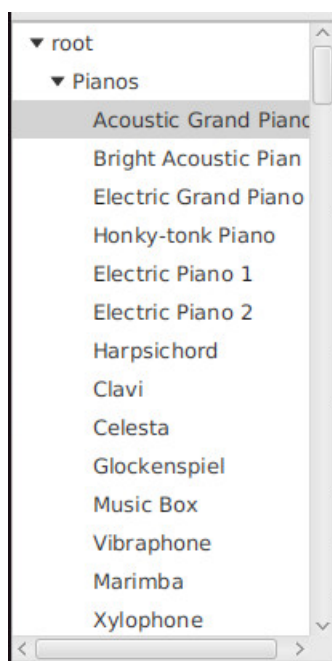 root
Pianos
Acoustic Grand Piano
Bright Acoustic Pian
Electric Grand Piano
Honky-tonk Piano
Electric Piano 1
Electric Piano 2
Harpsichord
Clavi
Celesta
Glockenspiel
Music Box
Vibraphone
Marimba
Xylophone